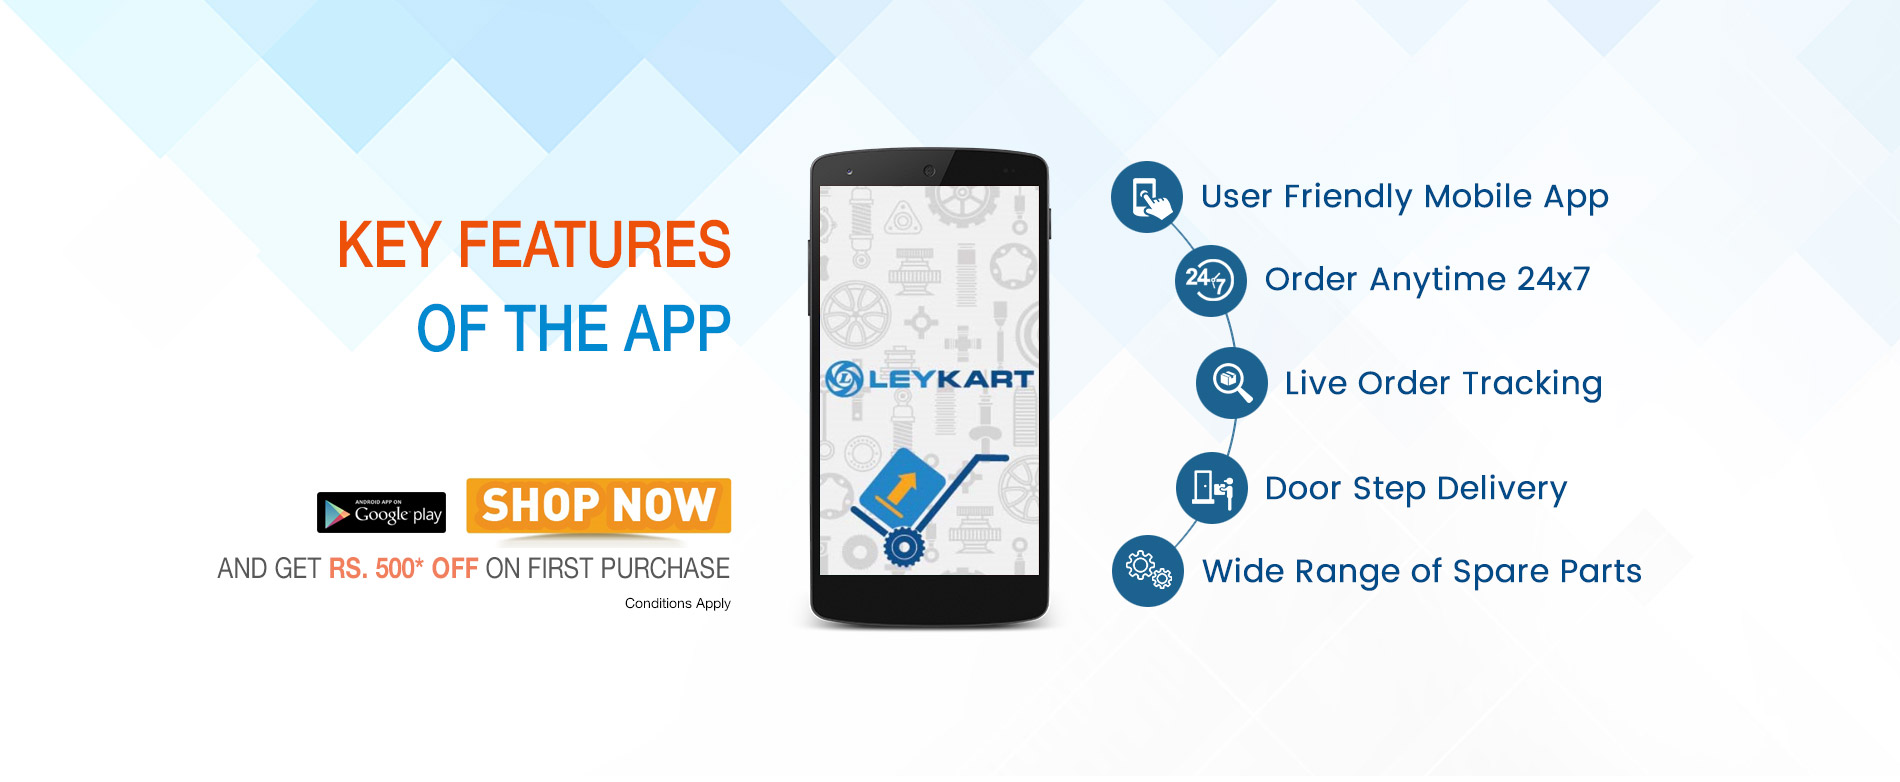 KEY FEATURES
OF THE APP
ANDROID APP ON
Google play
SHOP NOW
AND GET RS. 500* OFF ON FIRST PURCHASE
Conditions Apply
L LEYKART
User Friendly Mobile App
24x7 Order Anytime 24x7
Live Order Tracking
Door Step Delivery
Wide Range of Spare Parts